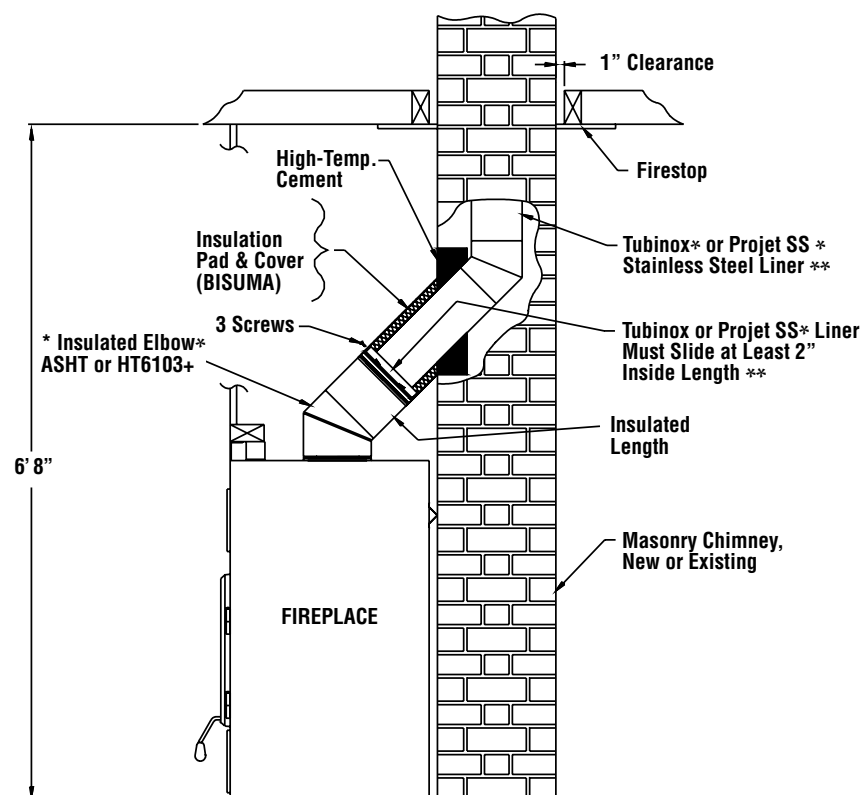 1” Clearance
High-Temp.
Cement
Firestop
Insulation
Pad & Cover
(BISUMA)
Tubinox* or Projet SS *
Stainless Steel Liner **
3 Screws
Tubinox or Projet SS* Liner
Must Slide at Least 2”
Inside Length **
* Insulated Elbow*
ASHT or HT6103+
Insulated
Length
6’ 8”
Masonry Chimney,
New or Existing
FIREPLACE